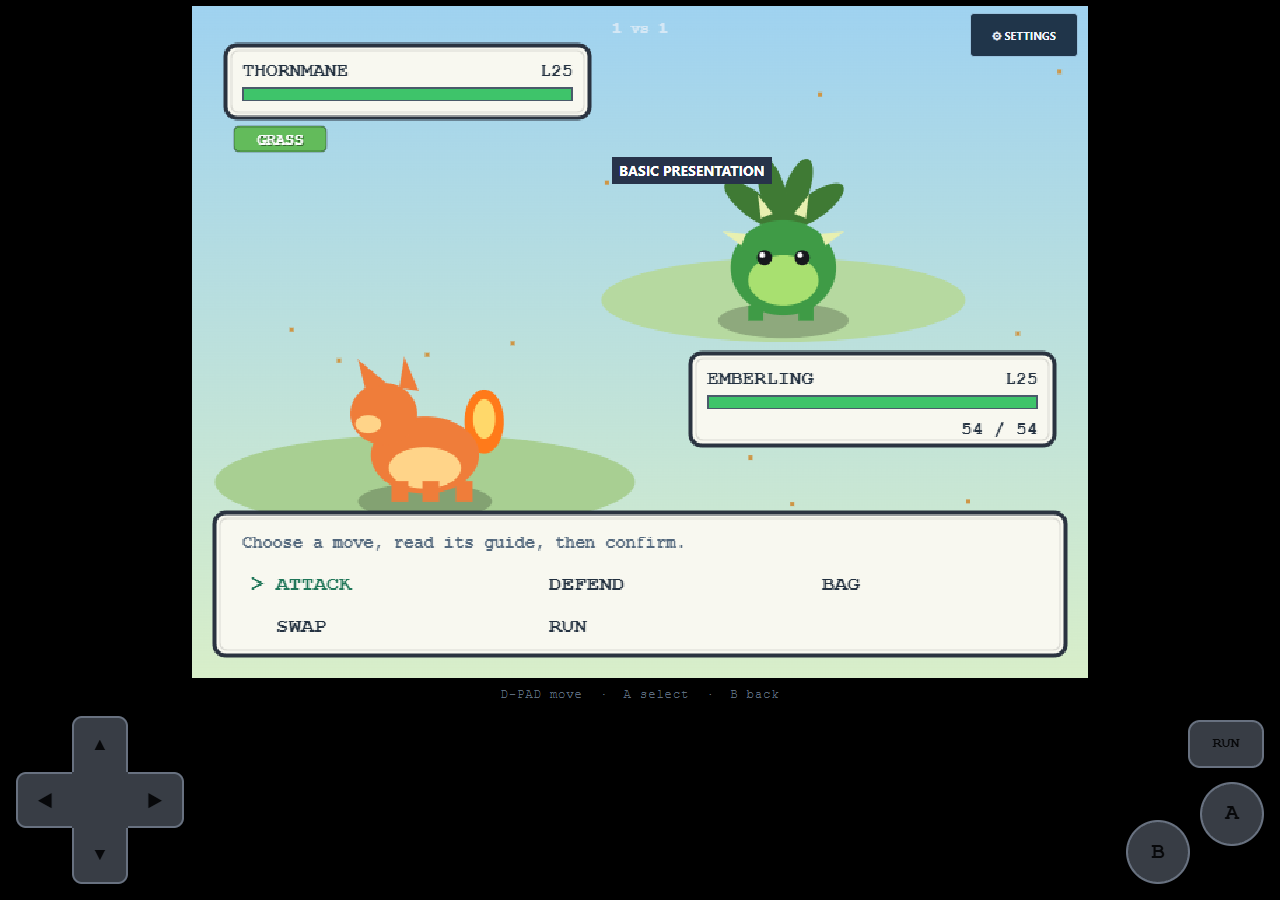 1 vs 1
⚙ SETTINGS
THORNMANE L25
GRASS
BASIC PRESENTATION
EMBERLING L25
54 / 54
Choose a move, read its guide, then confirm.
> ATTACK DEFEND BAG
SWAP RUN
D-PAD move · A select · B back
▲
◀ ▶
▼
RUN
A
B